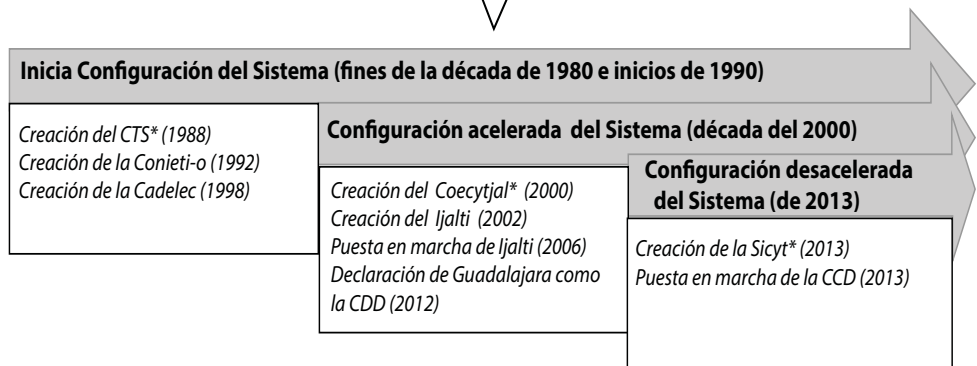 Inicia Configuración del Sistema (fines de la década de 1980 e inicios de 1990)
Creación del CTS* (1988)
Creación de la Conieti-o (1992)
Creación de la Cadelec (1998)
Configuración acelerada del Sistema (década del 2000)
Creación del Coecytjal* (2000)
Creación del Ijalti (2002)
Puesta en marcha de Ijalti (2006)
Declaración de Guadalajara como
la CDD (2012)
Configuración desacelerada
del Sistema (de 2013)
Creación de la Sicyt* (2013)
Puesta en marcha de la CCD (2013)